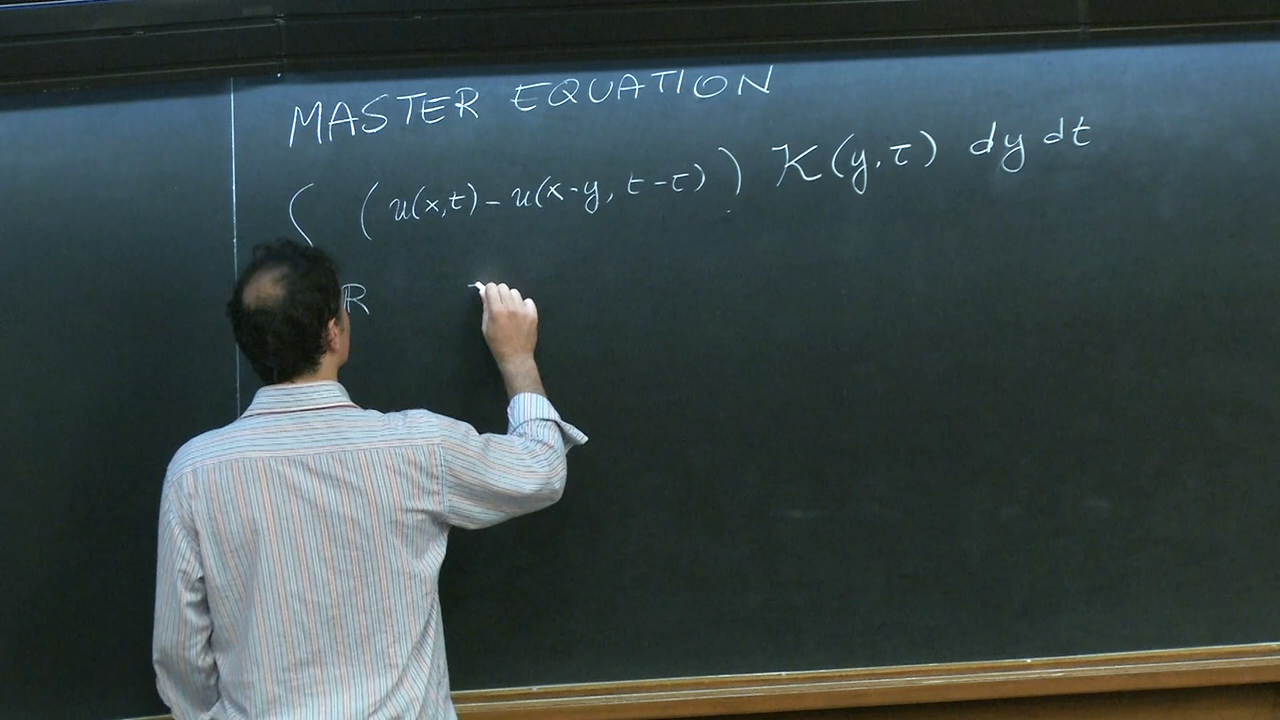 MASTER EQUATION
∫ ( u(x,t) - u(x-y, t-τ) ) K(y,τ) dy dt
R